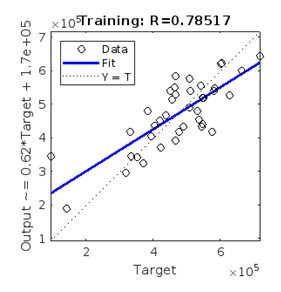 ×10⁵
Training: R=0.78517
Output ~= 0.62*Target + 1.7e+05
7
6
5
4
3
2
1
Data
Fit
Y = T
2
4
6
×10⁵
Target